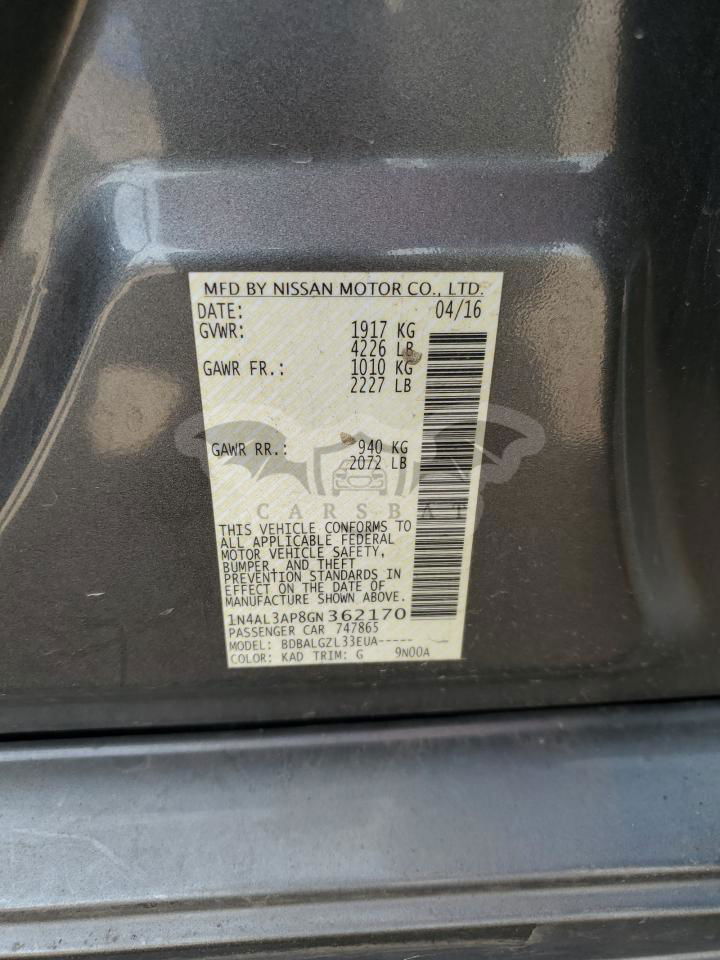 MFD BY NISSAN MOTOR CO., LTD.
DATE: 04/16
GVWR: 1917 KG
4226 LB
GAWR FR.: 1010 KG
2227 LB
GAWR RR.: 940 KG
2072 LB
CARSBAT
THIS VEHICLE CONFORMS TO
ALL APPLICABLE FEDERAL
MOTOR VEHICLE SAFETY,
BUMPER, AND THEFT
PREVENTION STANDARDS IN
EFFECT ON THE DATE OF
MANUFACTURE SHOWN ABOVE.
1N4AL3AP8GN362170
PASSENGER CAR 747865
MODEL: BDBALGZL33EUA-----
COLOR: KAD TRIM: G 9N00A